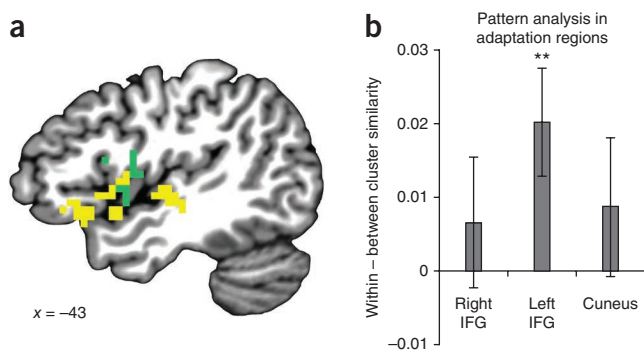 a
x = –43
b
Pattern analysis in
adaptation regions
Within – between cluster similarity
0.03
0.02
0.01
0
–0.01
**
Right
IFG
Left
IFG
Cuneus